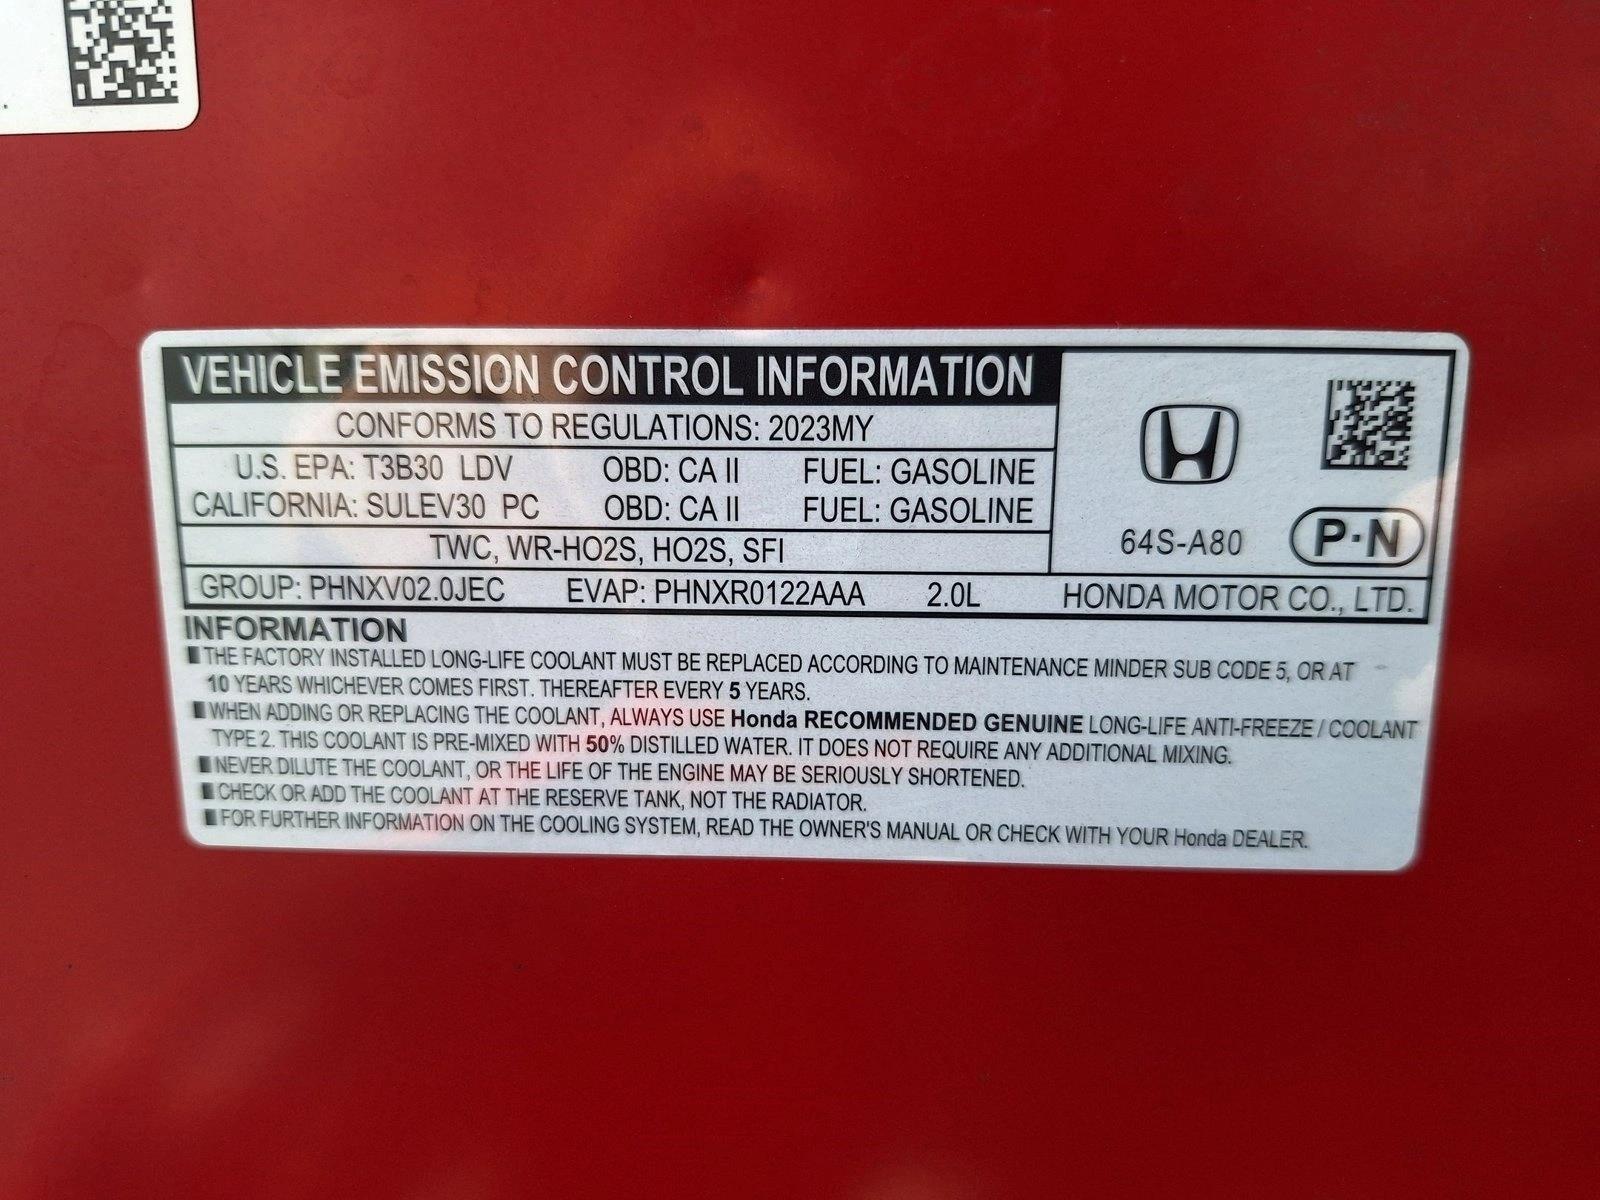 VEHICLE EMISSION CONTROL INFORMATION
CONFORMS TO REGULATIONS: 2023MY
U.S. EPA: T3B30 LDV OBD: CA II FUEL: GASOLINE
CALIFORNIA: SULEV30 PC OBD: CA II FUEL: GASOLINE
TWC, WR-HO2S, HO2S, SFI
64S-A80 P·N
GROUP: PHNXV02.0JEC EVAP: PHNXR0122AAA 2.0L HONDA MOTOR CO., LTD.
INFORMATION
■ THE FACTORY INSTALLED LONG-LIFE COOLANT MUST BE REPLACED ACCORDING TO MAINTENANCE MINDER SUB CODE 5, OR AT
10 YEARS WHICHEVER COMES FIRST. THEREAFTER EVERY 5 YEARS.
■ WHEN ADDING OR REPLACING THE COOLANT, ALWAYS USE Honda RECOMMENDED GENUINE LONG-LIFE ANTI-FREEZE / COOLANT
TYPE 2. THIS COOLANT IS PRE-MIXED WITH 50% DISTILLED WATER. IT DOES NOT REQUIRE ANY ADDITIONAL MIXING.
■ NEVER DILUTE THE COOLANT, OR THE LIFE OF THE ENGINE MAY BE SERIOUSLY SHORTENED.
■ CHECK OR ADD THE COOLANT AT THE RESERVE TANK, NOT THE RADIATOR.
■ FOR FURTHER INFORMATION ON THE COOLING SYSTEM, READ THE OWNER'S MANUAL OR CHECK WITH YOUR Honda DEALER.